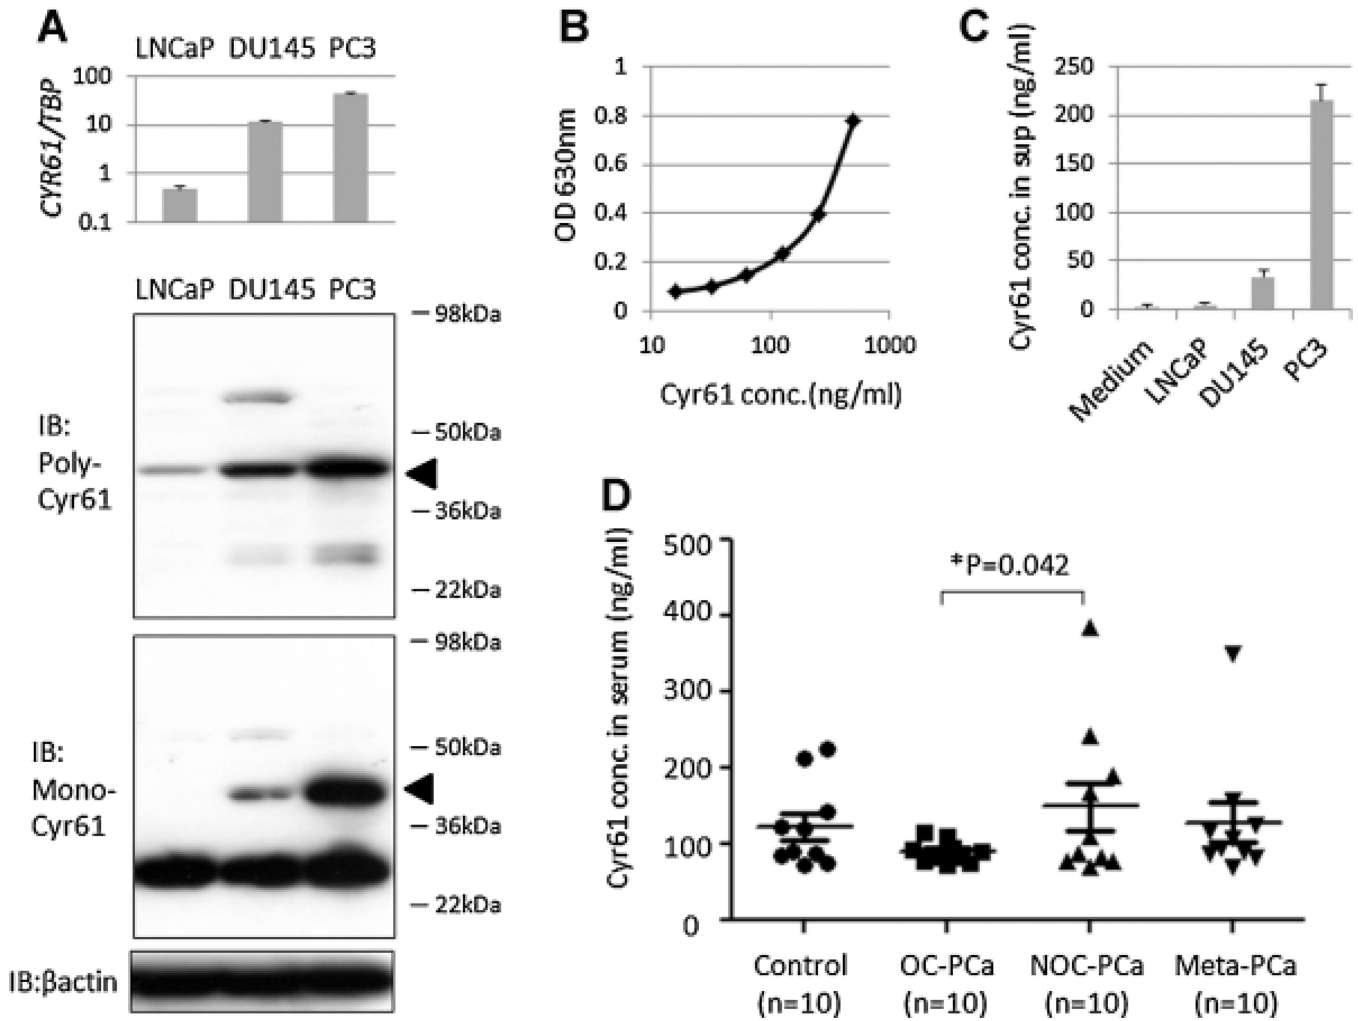 A
LNCaP DU145 PC3
CYR61/TBP
100
10
1
0.1
LNCaP DU145 PC3
98kDa
50kDa
36kDa
22kDa
IB:
Poly-
Cyr61
98kDa
50kDa
36kDa
22kDa
IB:
Mono-
Cyr61
IB:βactin
B
OD 630nm
1
0.8
0.6
0.4
0.2
0
10 100 1000
Cyr61 conc.(ng/ml)
C
Cyr61 conc. in sup (ng/ml)
250
200
150
100
50
0
Medium
LNCaP
DU145
PC3
D
Cyr61 conc. in serum (ng/ml)
500
400
300
200
100
0
*P=0.042
Control OC-PCa NOC-PCa Meta-PCa
(n=10) (n=10) (n=10) (n=10)